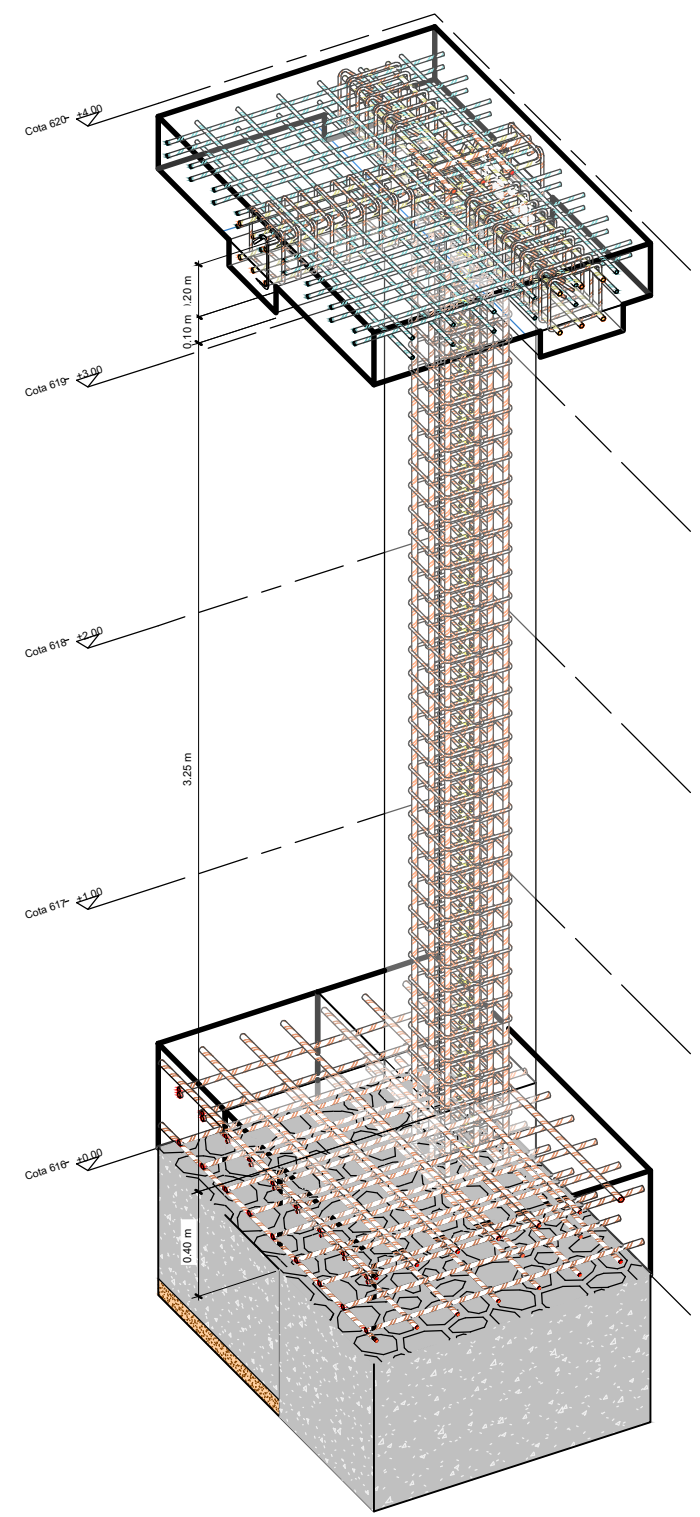 Cota 620- +4.00
.20 m
0.10 m
Cota 619- +3.00
Cota 618- +2.00
3.25 m
Cota 617- +1.00
Cota 616- ±0.00
0.40 m